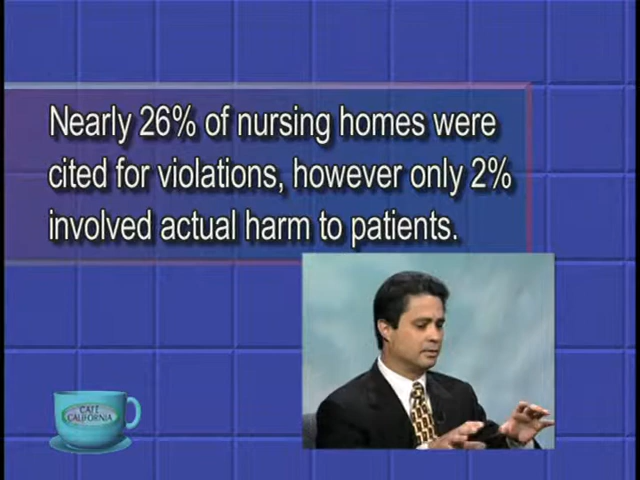 Nearly 26% of nursing homes were
cited for violations, however only 2%
involved actual harm to patients.
CAFE
CALIFORNIA